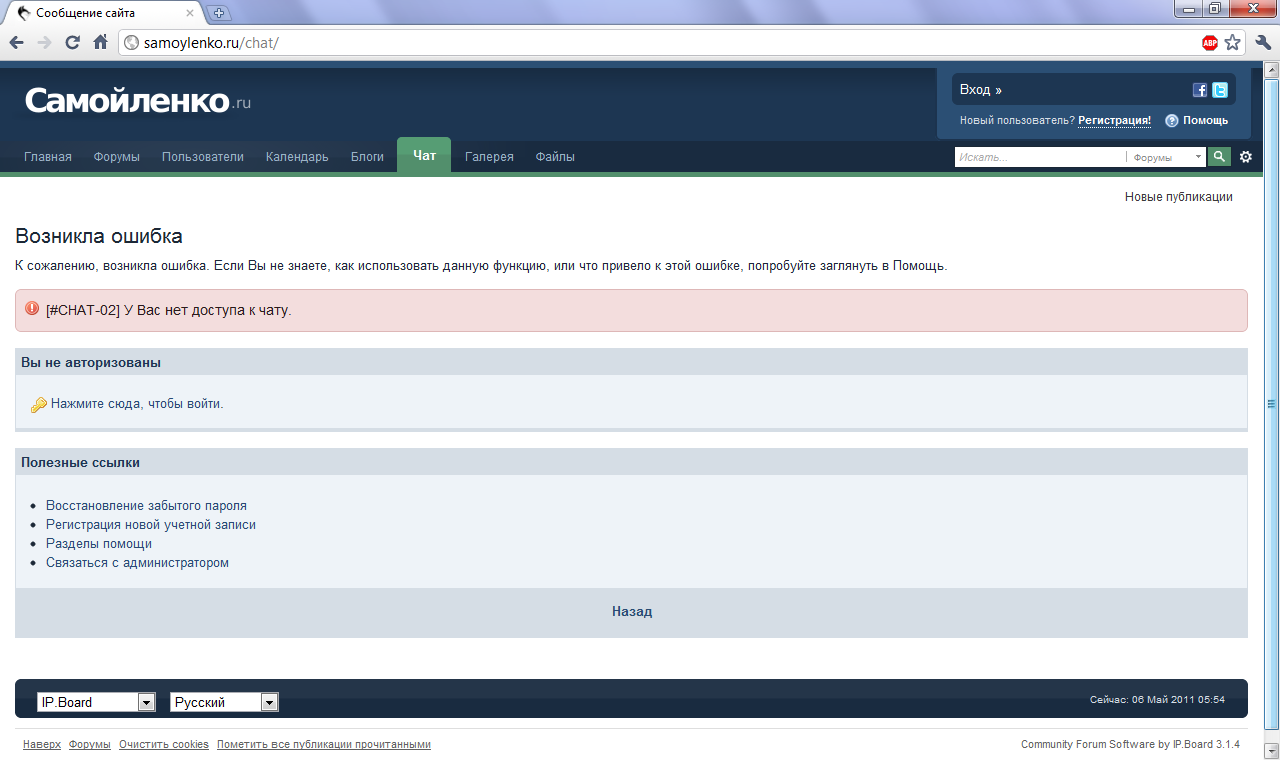 Сообщение сайта
samoylenko.ru/chat/
ABP
Самойленко.ru
Вход »
Новый пользователь? Регистрация! Помощь
Главная Форумы Пользователи Календарь Блоги Чат Галерея Файлы
Искать... Форумы
Новые публикации
Возникла ошибка
К сожалению, возникла ошибка. Если Вы не знаете, как использовать данную функцию, или что привело к этой ошибке, попробуйте заглянуть в Помощь.
[#CHAT-02] У Вас нет доступа к чату.
Вы не авторизованы
Нажмите сюда, чтобы войти.
Полезные ссылки
Восстановление забытого пароля
Регистрация новой учетной записи
Разделы помощи
Связаться с администратором
Назад
IP.Board Русский Сейчас: 06 Май 2011 05:54
Наверх Форумы Очистить cookies Пометить все публикации прочитанными Community Forum Software by IP.Board 3.1.4